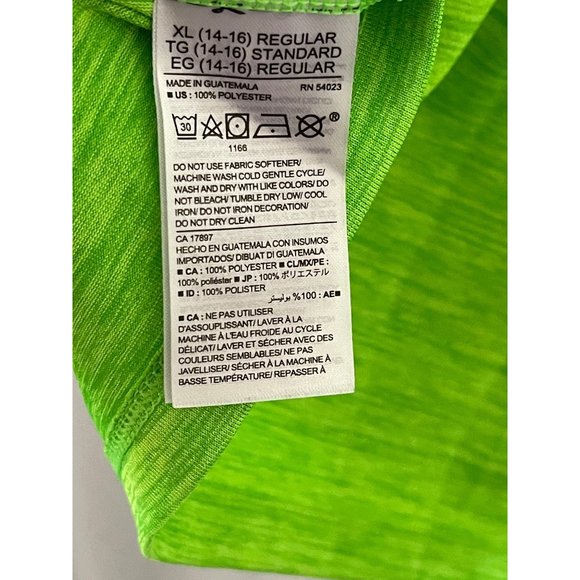 XL (14-16) REGULAR
TG (14-16) STANDARD
EG (14-16) REGULAR
MADE IN GUATEMALA RN 54023
■ US : 100% POLYESTER
30 ®
1166
DO NOT USE FABRIC SOFTENER/
MACHINE WASH COLD GENTLE CYCLE/
WASH AND DRY WITH LIKE COLORS/ DO
NOT BLEACH/ TUMBLE DRY LOW/ COOL
IRON/ DO NOT IRON DECORATION/
DO NOT DRY CLEAN
CA 17897
HECHO EN GUATEMALA CON INSUMOS
IMPORTADOS/ DIBUAT DI GUATEMALA
■ CA : 100% POLYESTER ■ CL/MX/PE :
100% poliéster ■ JP : 100% ポリエステル
■ ID : 100% POLISTER
■AE : 100% بوليستر
■ CA : NE PAS UTILISER
D'ASSOUPLISSANT/ LAVER À LA
MACHINE À L'EAU FROIDE AU CYCLE
DÉLICAT/ LAVER ET SÉCHER AVEC DES
COULEURS SEMBLABLES/ NE PAS
JAVELLISER/ SÉCHER À LA MACHINE À
BASSE TEMPÉRATURE/ REPASSER À